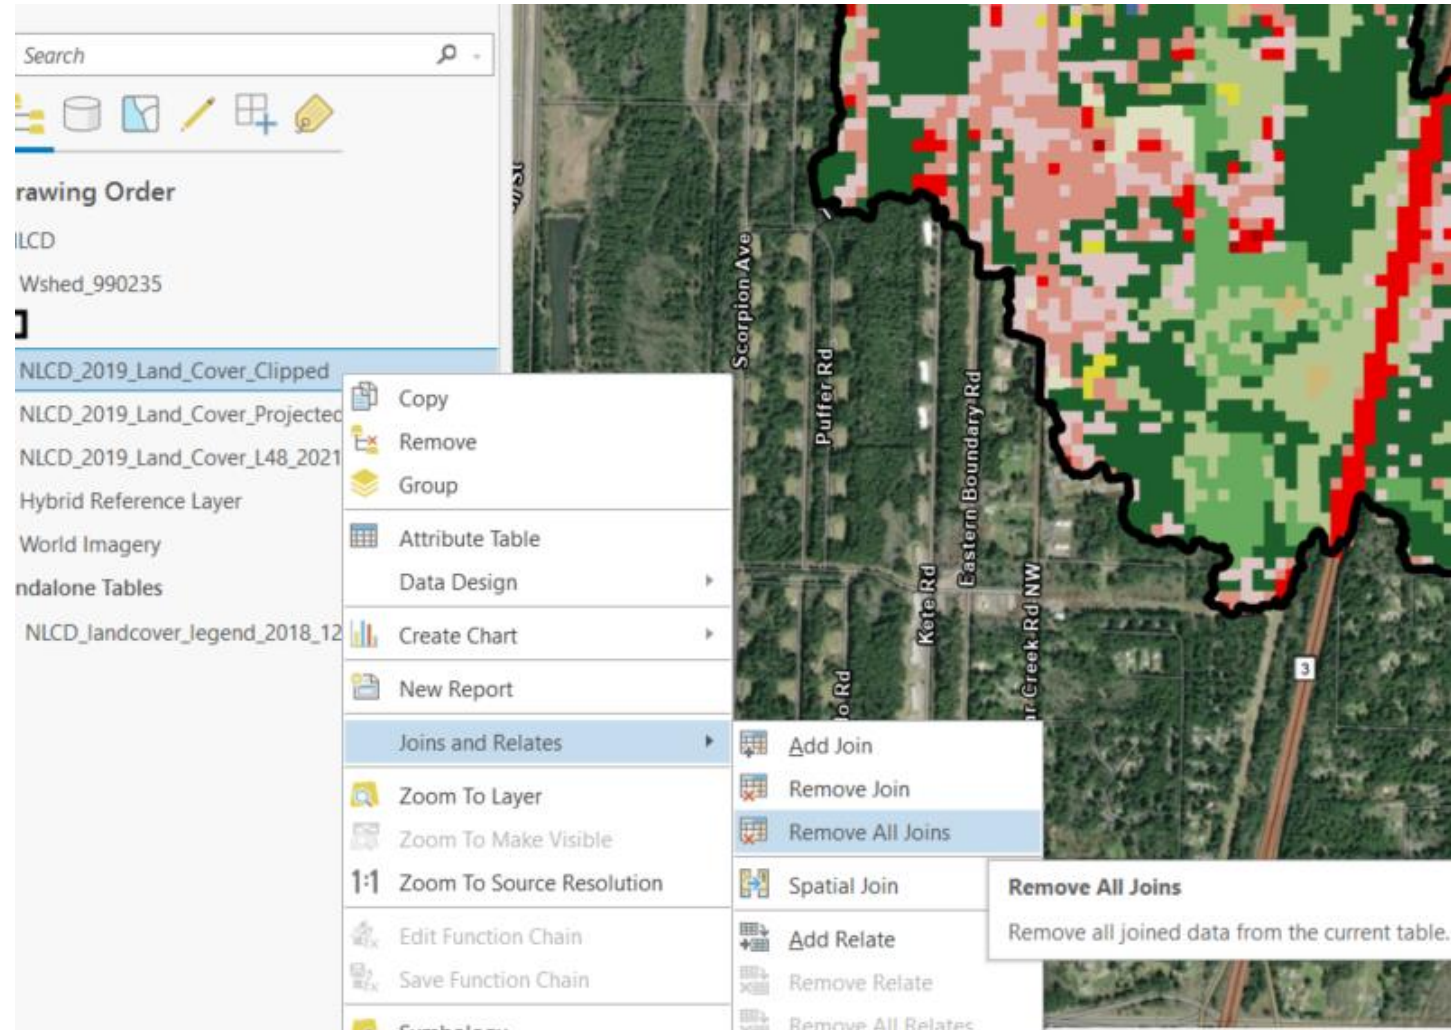 Search
rawing Order
LCD
Wshed_990235
NLCD_2019_Land_Cover_Clipped
NLCD_2019_Land_Cover_Projected
NLCD_2019_Land_Cover_L48_2021
Hybrid Reference Layer
World Imagery
ndalone Tables
NLCD_landcover_legend_2018_12
Copy
Remove
Group
Attribute Table
Data Design
Create Chart
New Report
Joins and Relates
Zoom To Layer
Zoom To Make Visible
1:1 Zoom To Source Resolution
Edit Function Chain
Save Function Chain
Symbology
Add Join
Remove Join
Remove All Joins
Spatial Join
Add Relate
Remove Relate
Remove All Relates
Remove All Joins
Remove all joined data from the current table.
Scorpion Ave
Puffer Rd
Eastern Boundary Rd
Kete Rd
Creek Rd NW
Rd
3